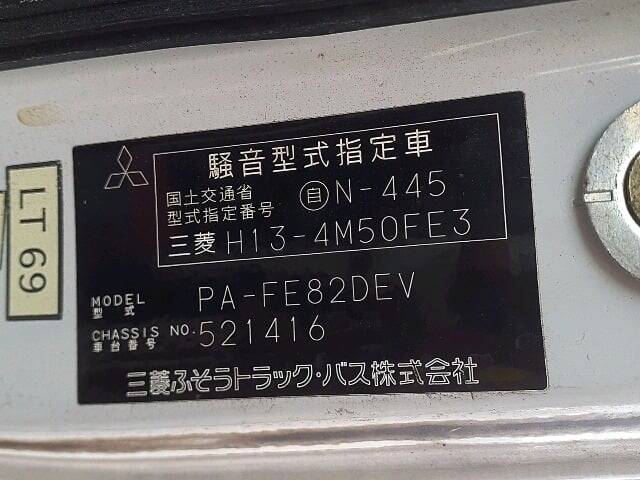 騒音型式指定車
国土交通省
型式指定番号 自N-445
三菱 H13-4M50FE3
MODEL
型式 PA-FE82DEV
CHASSIS NO.
車台番号 521416
三菱ふそうトラック・バス株式会社
LT 69